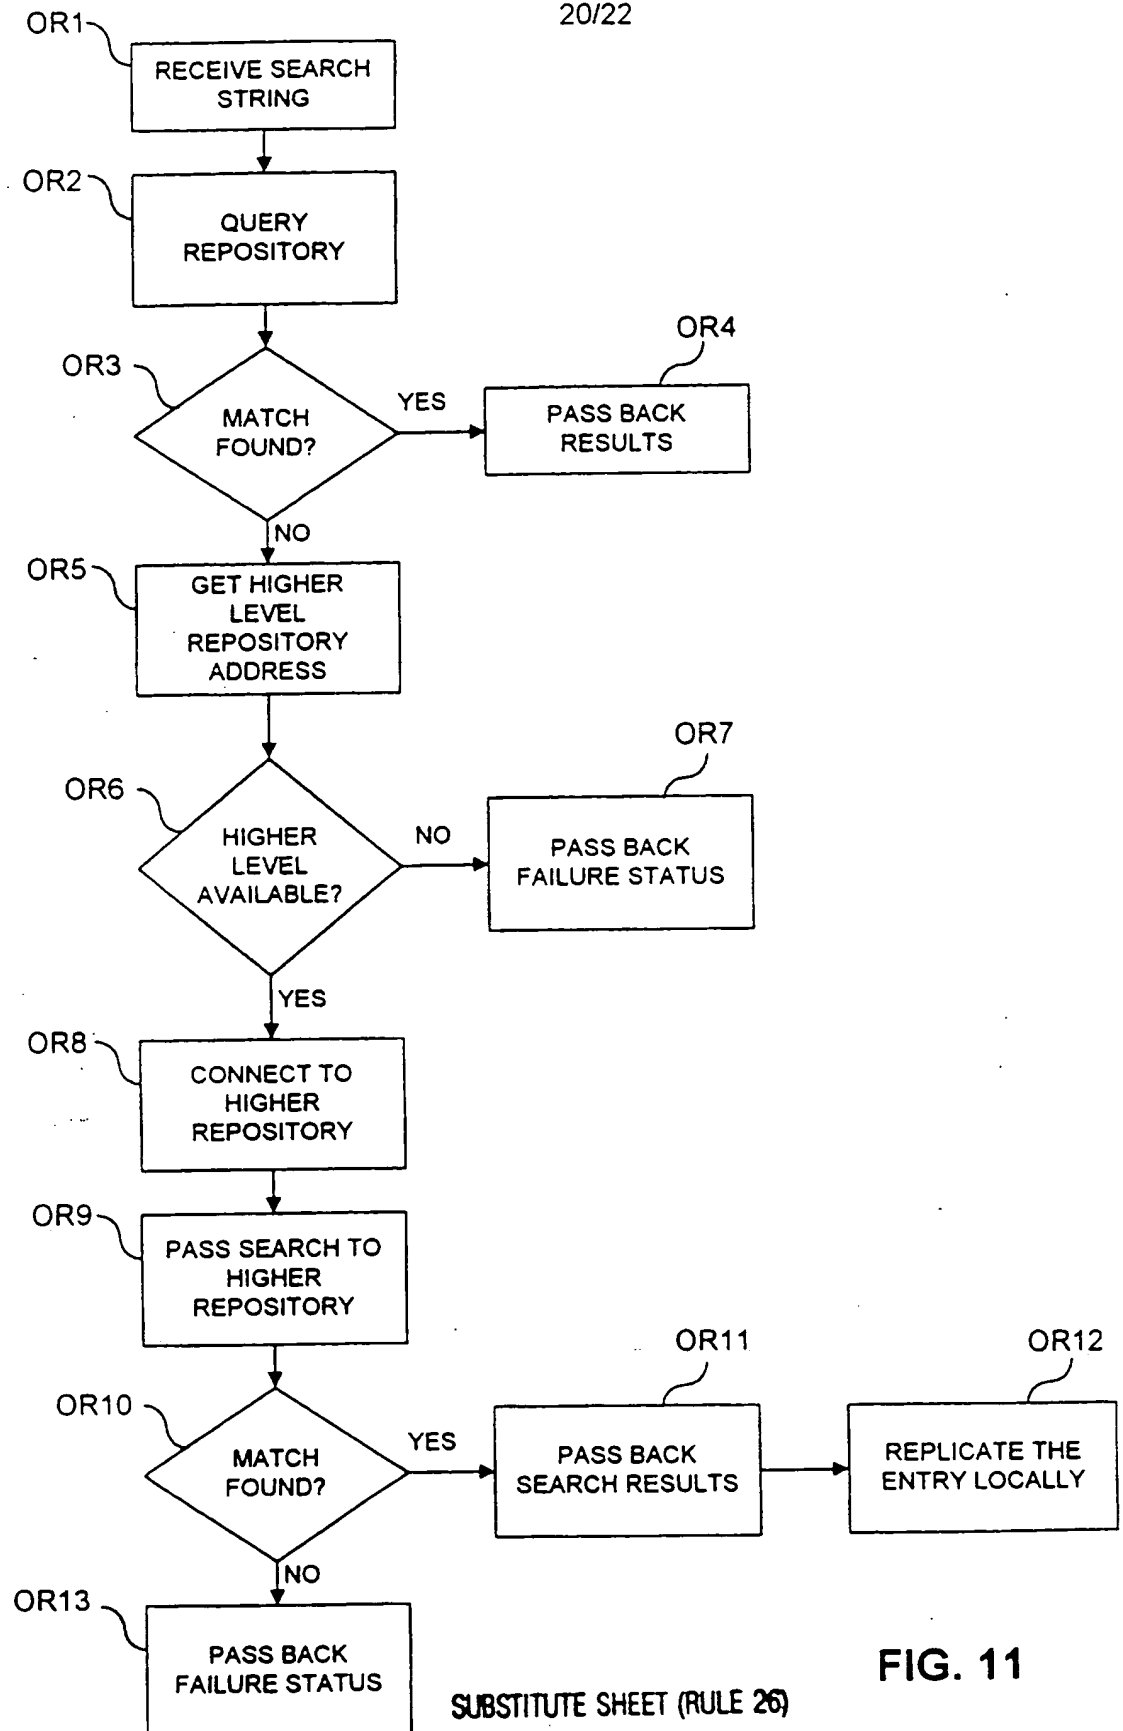 20/22
OR1
RECEIVE SEARCH
STRING
OR2
QUERY
REPOSITORY
OR3
MATCH
FOUND?
YES
OR4
PASS BACK
RESULTS
NO
OR5
GET HIGHER
LEVEL
REPOSITORY
ADDRESS
OR6
HIGHER
LEVEL
AVAILABLE?
NO
OR7
PASS BACK
FAILURE STATUS
YES
OR8
CONNECT TO
HIGHER
REPOSITORY
OR9
PASS SEARCH TO
HIGHER
REPOSITORY
OR10
MATCH
FOUND?
YES
OR11
PASS BACK
SEARCH RESULTS
OR12
REPLICATE THE
ENTRY LOCALLY
NO
OR13
PASS BACK
FAILURE STATUS
FIG. 11
SUBSTITUTE SHEET (RULE 26)